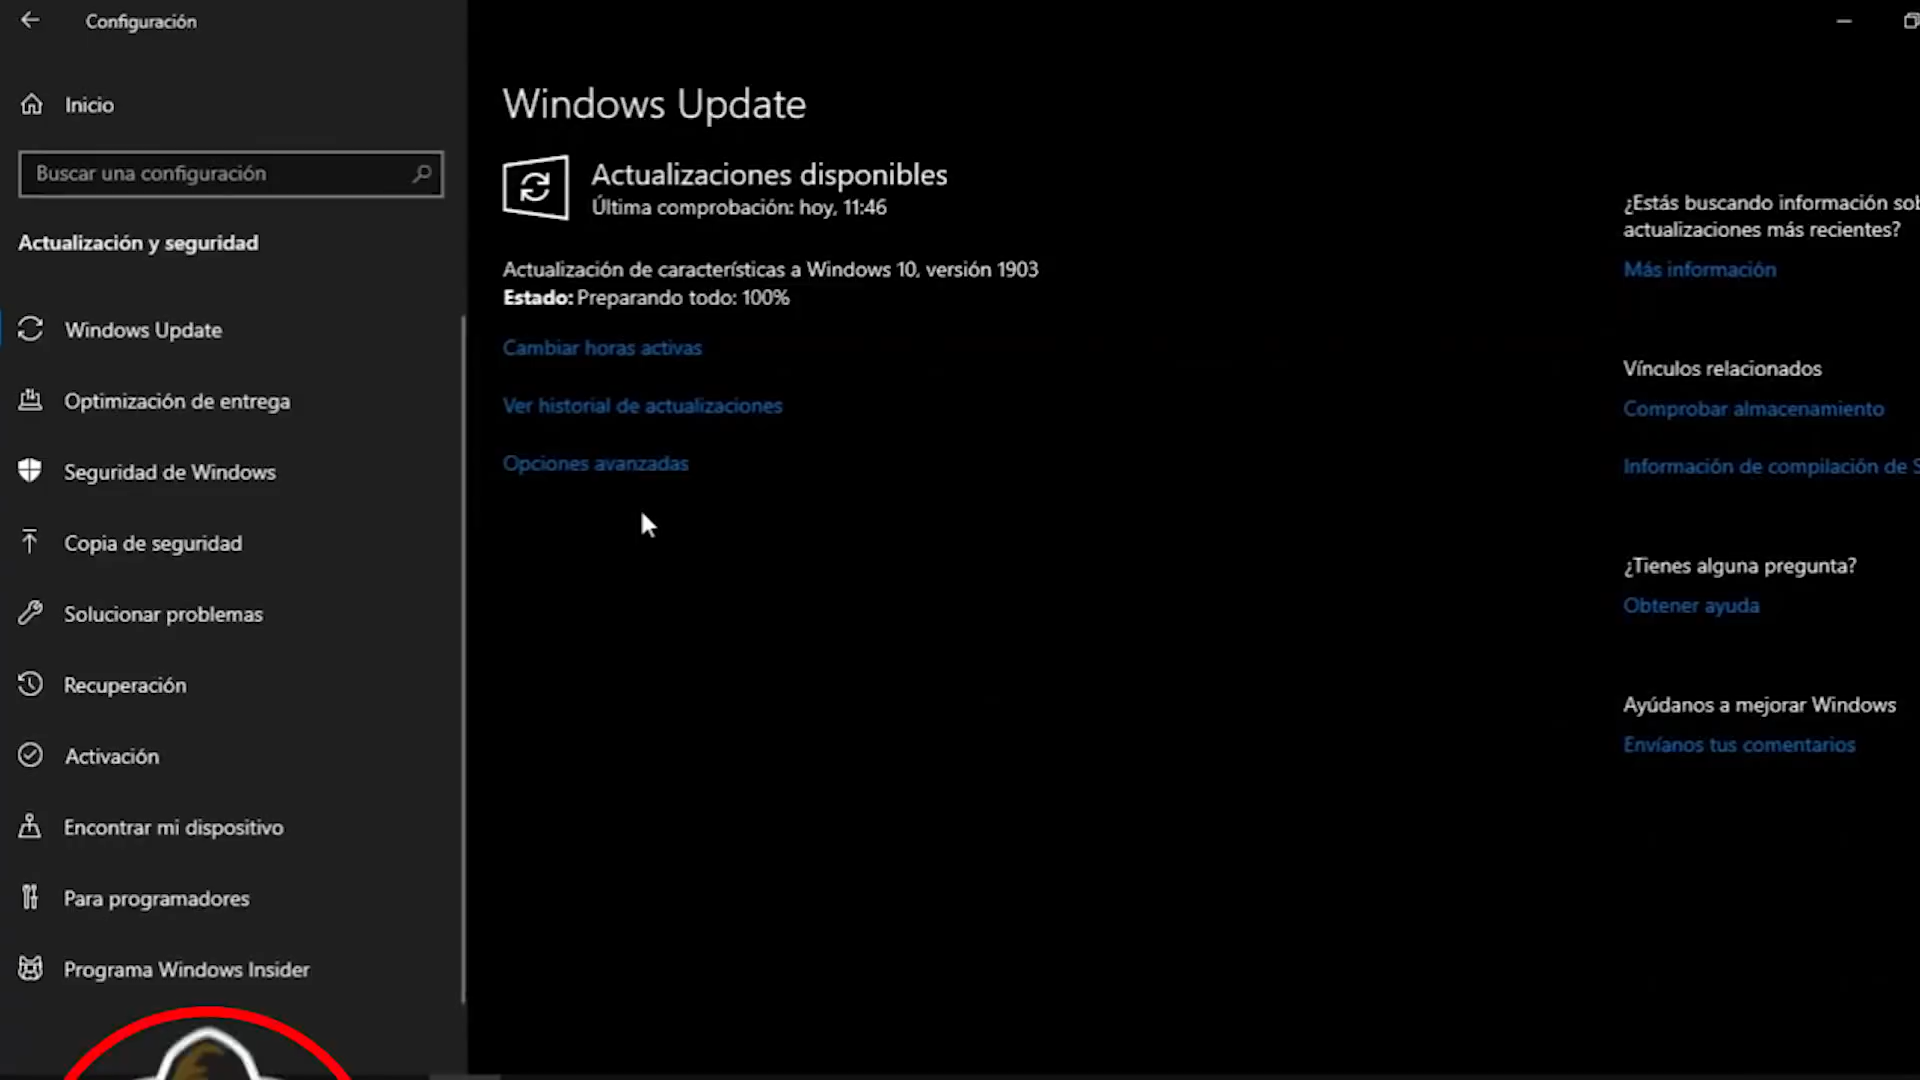 Configuración
Inicio
Buscar una configuración
Actualización y seguridad
Windows Update
Optimización de entrega
Seguridad de Windows
Copia de seguridad
Solucionar problemas
Recuperación
Activación
Encontrar mi dispositivo
Para programadores
Programa Windows Insider
Windows Update
Actualizaciones disponibles
Última comprobación: hoy, 11:46
Actualización de características a Windows 10, versión 1903
Estado: Preparando todo: 100%
Cambiar horas activas
Ver historial de actualizaciones
Opciones avanzadas
¿Estás buscando información sob
actualizaciones más recientes?
Más información
Vínculos relacionados
Comprobar almacenamiento
Información de compilación de S
¿Tienes alguna pregunta?
Obtener ayuda
Ayúdanos a mejorar Windows
Envíanos tus comentarios